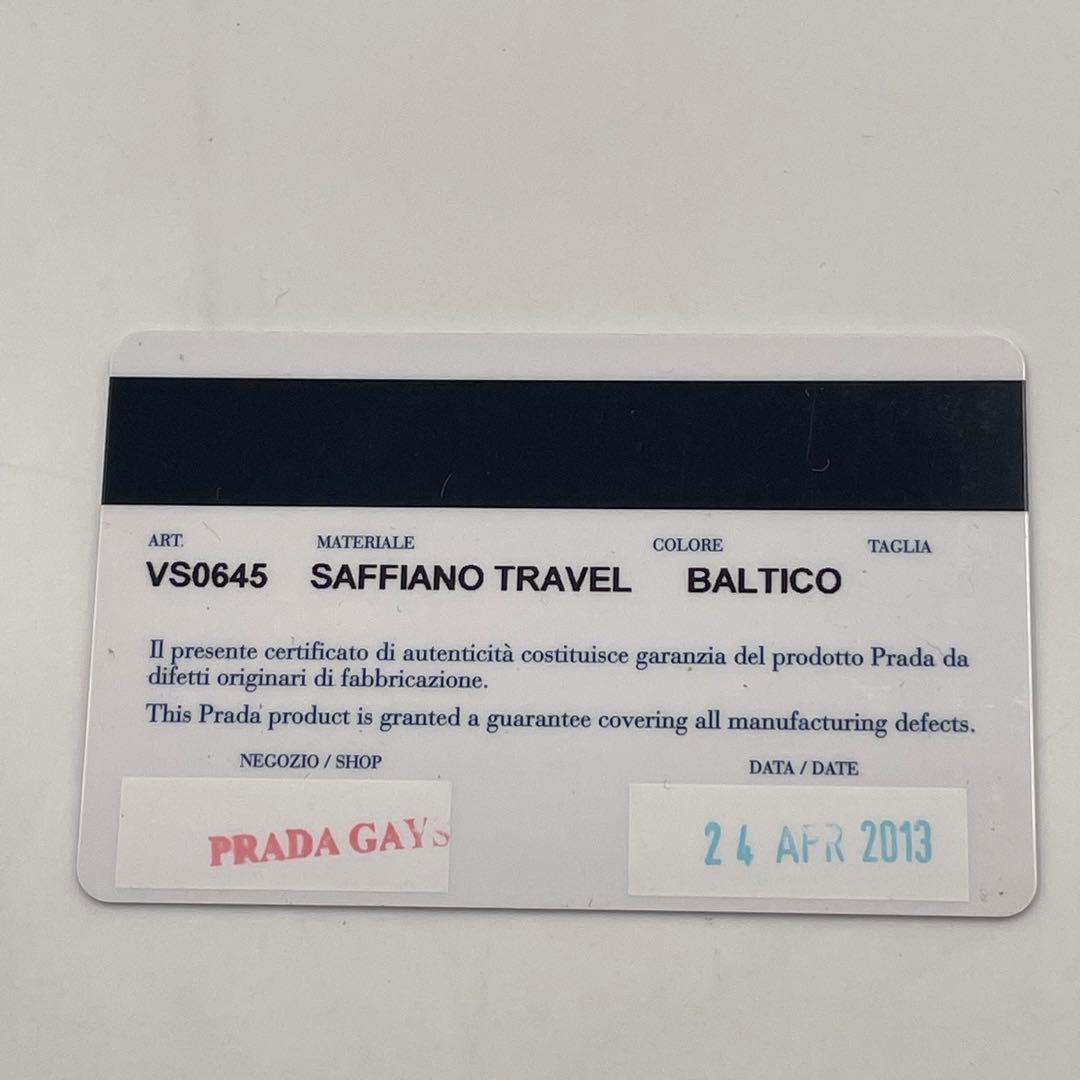 ART. MATERIALE COLORE TAGLIA
VS0645 SAFFIANO TRAVEL BALTICO
Il presente certificato di autenticità costituisce garanzia del prodotto Prada da
difetti originari di fabbricazione.
This Prada product is granted a guarantee covering all manufacturing defects.
NEGOZIO / SHOP DATA / DATE
PRADA GAYS 24 APR 2013